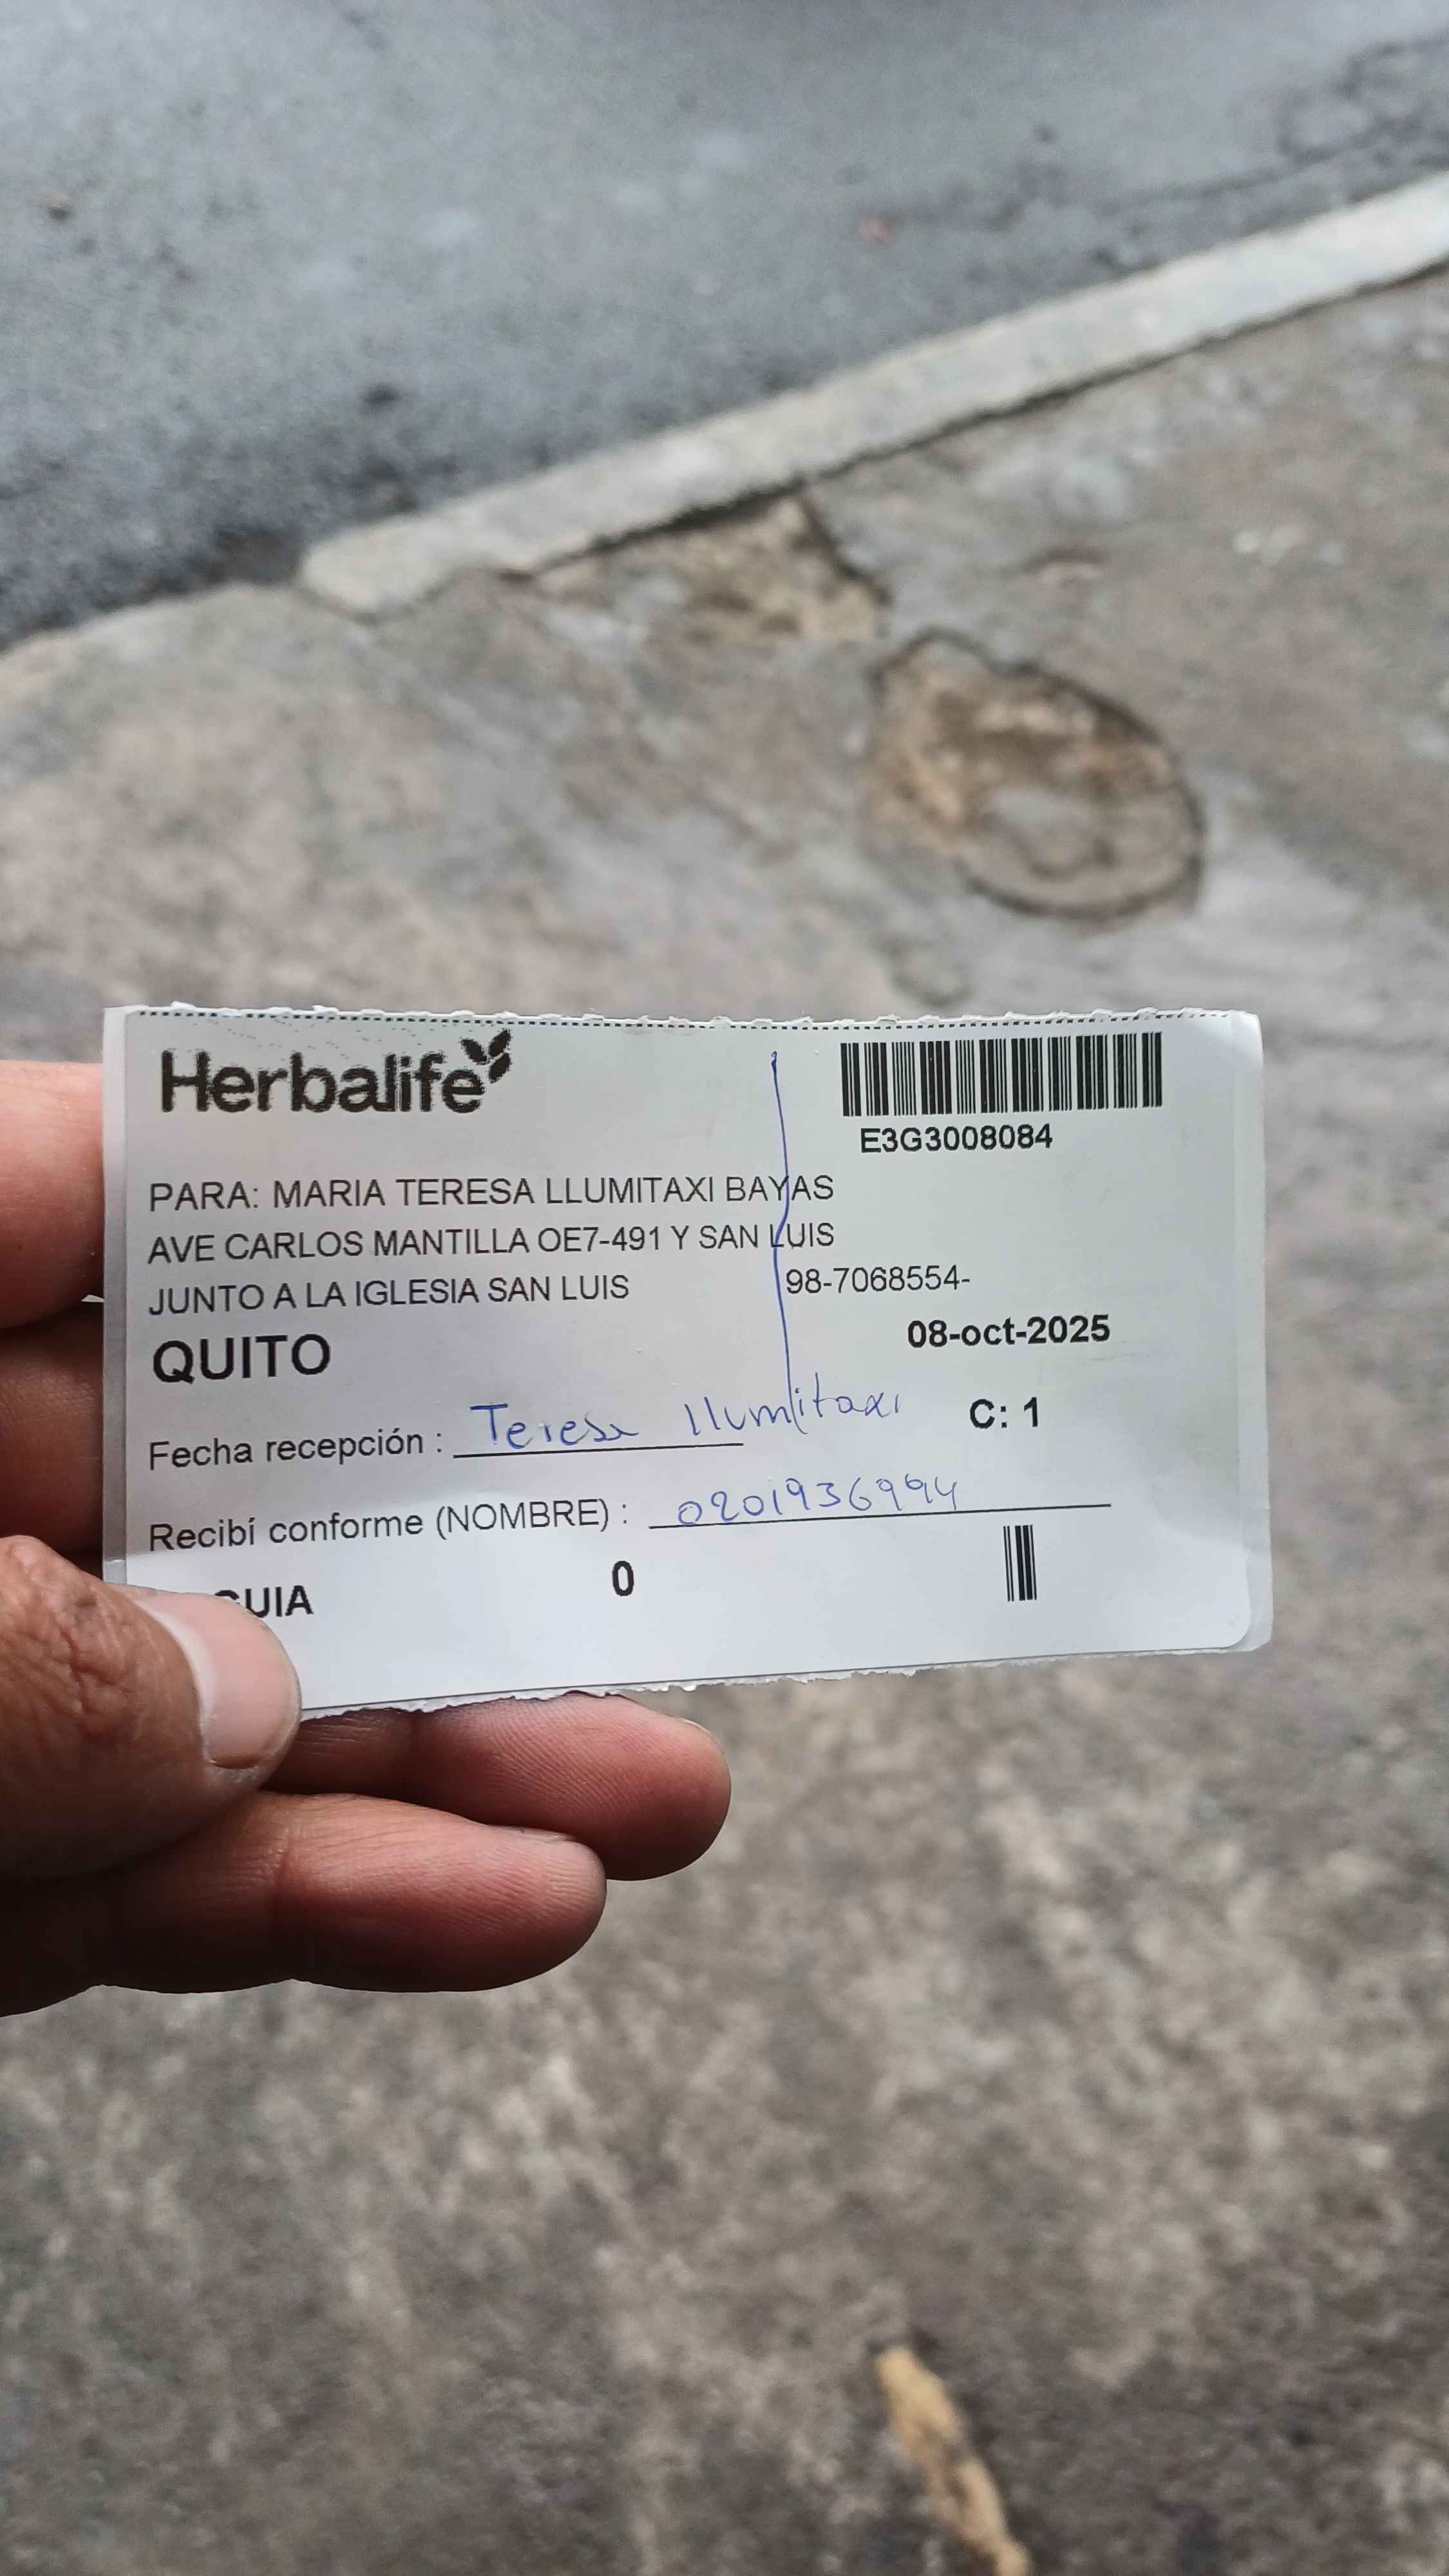 Herbalife
E3G3008084
PARA: MARIA TERESA LLUMITAXI BAYAS
AVE CARLOS MANTILLA OE7-491 Y SAN LUIS
JUNTO A LA IGLESIA SAN LUIS 98-7068554-
QUITO 08-oct-2025
Fecha recepción : Teresa llumitaxi C: 1
Recibí conforme (NOMBRE) : 0201936994
UIA 0